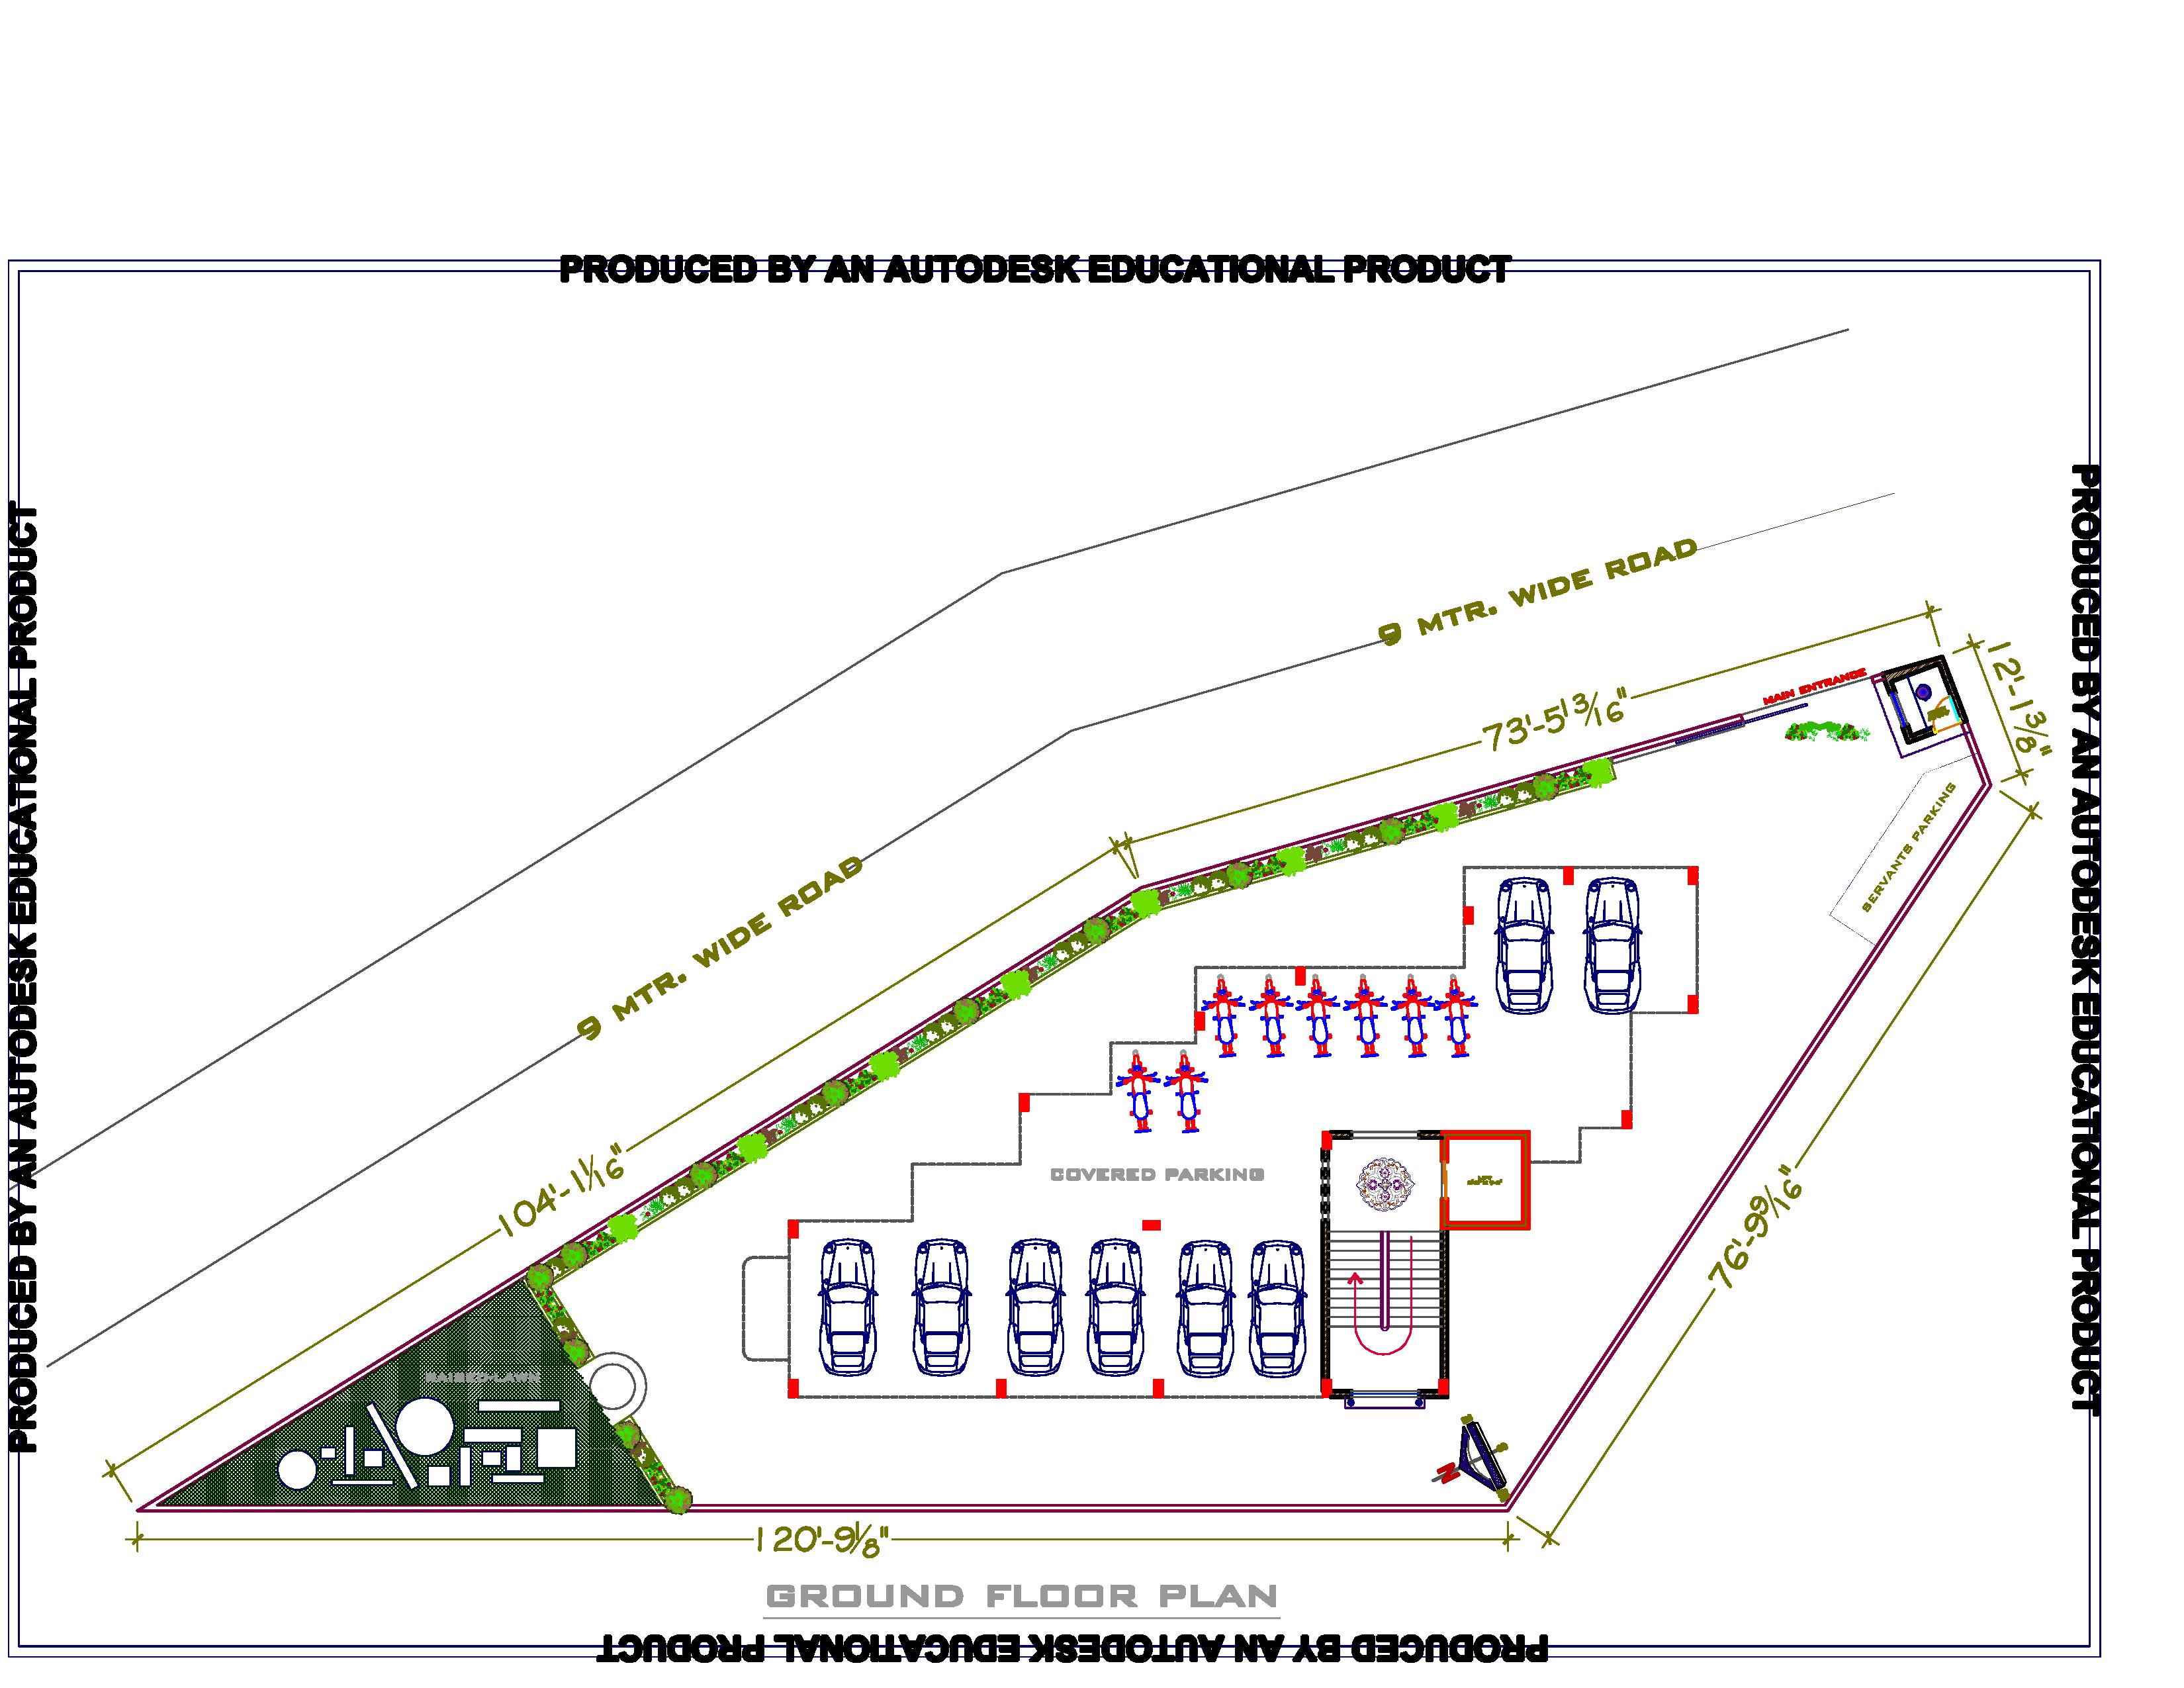 PRODUCED BY AN AUTODESK EDUCATIONAL PRODUCT
PRODUCED BY AN AUTODESK EDUCATIONAL PRODUCT
PRODUCED BY AN AUTODESK EDUCATIONAL PRODUCT
9 MTR. WIDE ROAD
MAIN ENTRANCE
12'-1 3/8"
73'-5 13/16"
SERVANTS PARKING
9 MTR. WIDE ROAD
104'-1 1/16"
COVERED PARKING
76'-9 9/16"
RAISED LAWN
N
S
120'-9 1/8"
GROUND FLOOR PLAN
PRODUCED BY AN AUTODESK EDUCATIONAL PRODUCT